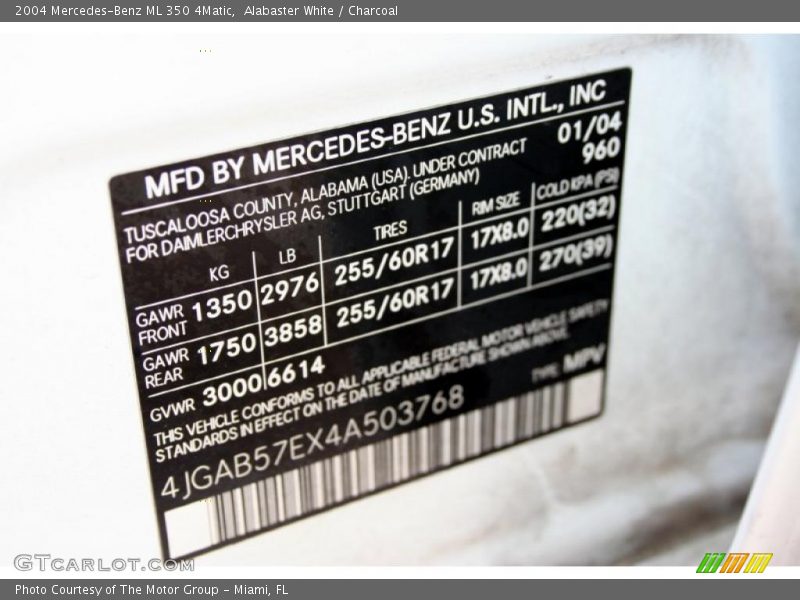 2004 Mercedes-Benz ML 350 4Matic,  Alabaster White / Charcoal
MFD BY MERCEDES-BENZ U.S. INTL., INC
01/04
TUSCALOOSA COUNTY, ALABAMA (USA). UNDER CONTRACT 960
FOR DAIMLERCHRYSLER AG, STUTTGART (GERMANY)
KG LB TIRES RIM SIZE COLD KPA (PSI)
GAWR FRONT 1350 2976 255/60R17 17X8.0 220(32)
GAWR REAR 1750 3858 255/60R17 17X8.0 270(39)
GVWR 3000 6614
THIS VEHICLE CONFORMS TO ALL APPLICABLE FEDERAL MOTOR VEHICLE SAFETY
STANDARDS IN EFFECT ON THE DATE OF MANUFACTURE SHOWN ABOVE.
TYPE MPV
4JGAB57EX4A503768
GTcarlot.com
Photo Courtesy of The Motor Group - Miami, FL